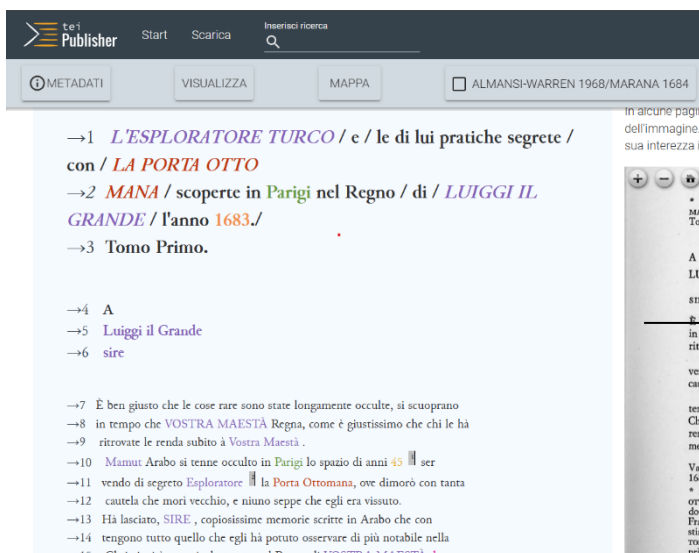 tei
Publisher
Start
Scarica
Inserisci ricerca
METADATI
VISUALIZZA
MAPPA
ALMANSI-WARREN 1968/MARANA 1684
In alcune pagi
dell'immagine.
sua interezza i
→1 L'ESPLORATORE TURCO / e / le di lui pratiche segrete /
con / LA PORTA OTTO
→2 MANA / scoperte in Parigi nel Regno / di / LUIGGI IL
GRANDE / l'anno 1683./
→3 Tomo Primo.
→4 A
→5 Luiggi il Grande
→6 sire
→7 È ben giusto che le cose rare sono state longamente occulte, si scuoprano
→8 in tempo che VOSTRA MAESTÀ Regna, come è giustissimo che chi le hà
→9 ritrovate le renda subito à Vostra Maestà .
→10 Mamut Arabo si tenne occulto in Parigi lo spazio di anni 45 ser
→11 vendo di segreto Esploratore la Porta Ottomana, ove dimorò con tanta
→12 cautela che morì vecchio, e niuno seppe che egli era vissuto.
→13 Hà lasciato, SIRE , copiosissime memorie scritte in Arabo che con
→14 tengono tutto quello che egli hà potuto osservare di più notabile nella